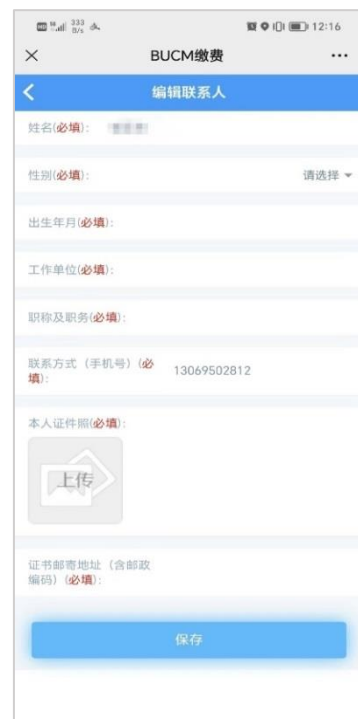 333
B/s
12:16
BUCM缴费
编辑联系人
姓名(必填):
性别(必填): 请选择
出生年月(必填):
工作单位(必填):
职称及职务(必填):
联系方式（手机号）(必
填): 13069502812
本人证件照(必填):
上传
证书邮寄地址（含邮政
编码）(必填):
保存